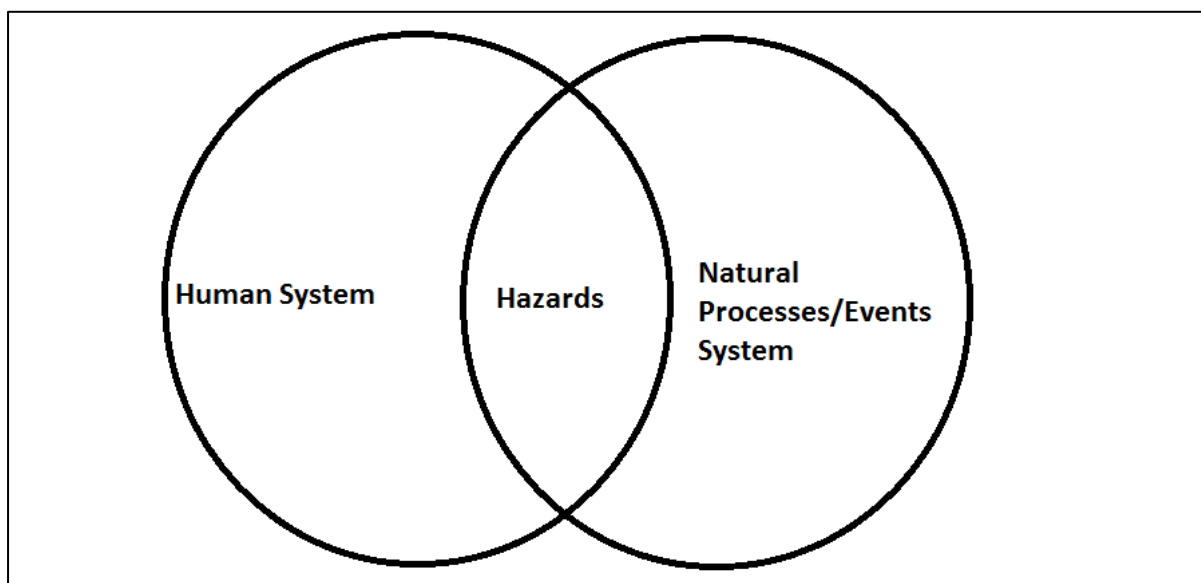 Human System
Hazards
Natural
Processes/Events
System